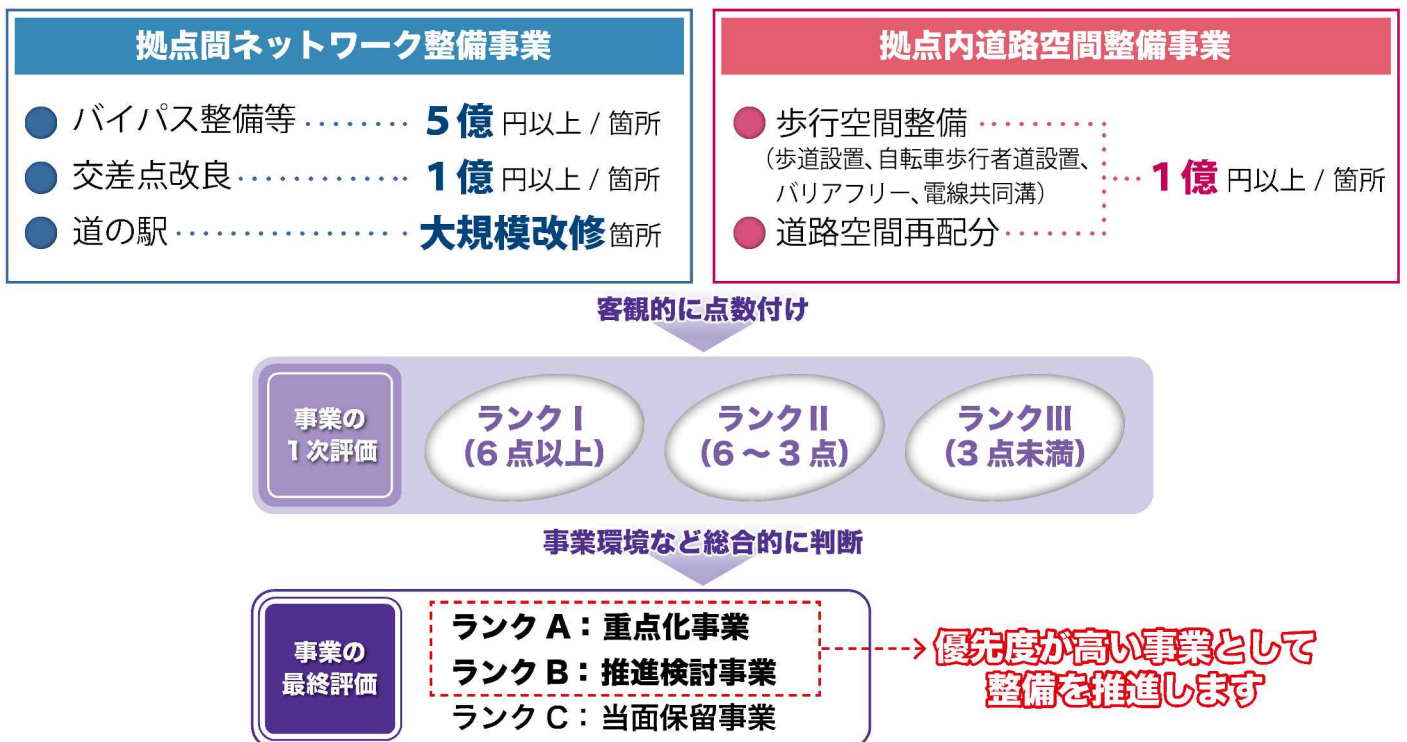 拠点間ネットワーク整備事業
バイパス整備等 ········ 5億円以上 / 箇所
交差点改良 ·············· 1億円以上 / 箇所
道の駅 ··················· 大規模改修箇所
拠点内道路空間整備事業
歩行空間整備
(歩道設置、自転車歩行者道設置、
バリアフリー、電線共同溝)
1億円以上 / 箇所
道路空間再配分
客観的に点数付け
事業の
1次評価
ランクⅠ
(6点以上)
ランクⅡ
(6～3点)
ランクⅢ
(3点未満)
事業環境など総合的に判断
事業の
最終評価
ランクA:重点化事業
ランクB:推進検討事業
ランクC:当面保留事業
優先度が高い事業として
整備を推進します